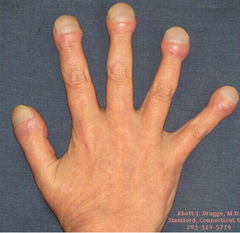 Rhett J. Drugge, M.D.
Stamford, Connecticut U
203-324-5719